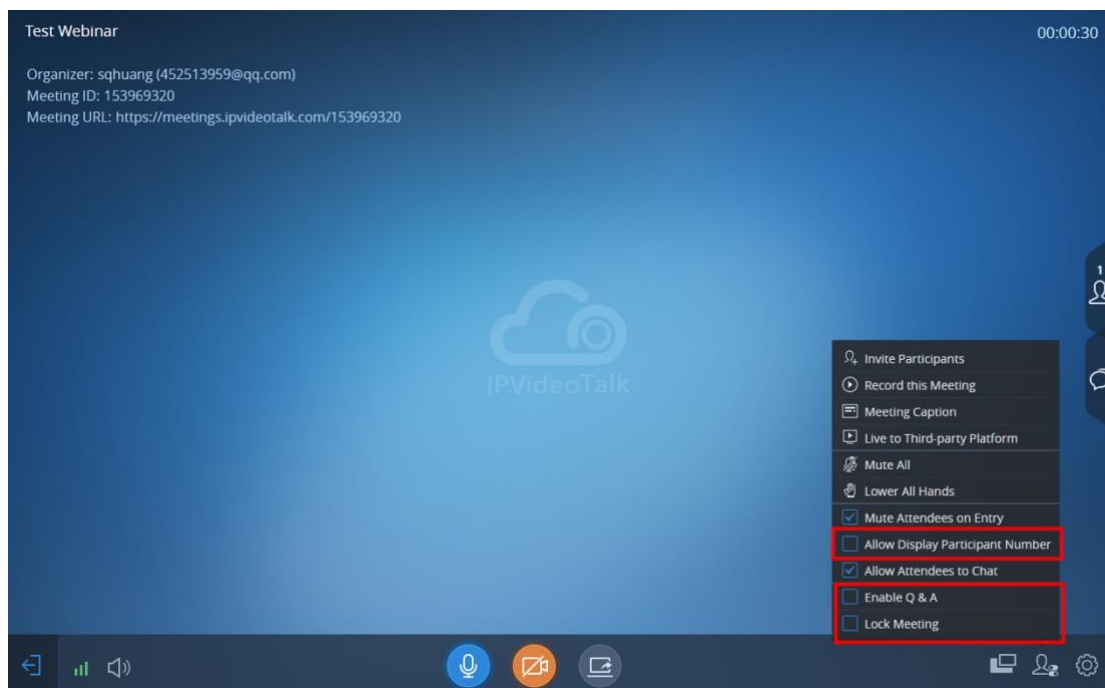 Test Webinar
00:00:30
Organizer: sqhuang (452513959@qq.com)
Meeting ID: 153969320
Meeting URL: https://meetings.ipvideotalk.com/153969320
IPVideoTalk
1
Invite Participants
Record this Meeting
Meeting Caption
Live to Third-party Platform
Mute All
Lower All Hands
Mute Attendees on Entry
Allow Display Participant Number
Allow Attendees to Chat
Enable Q & A
Lock Meeting